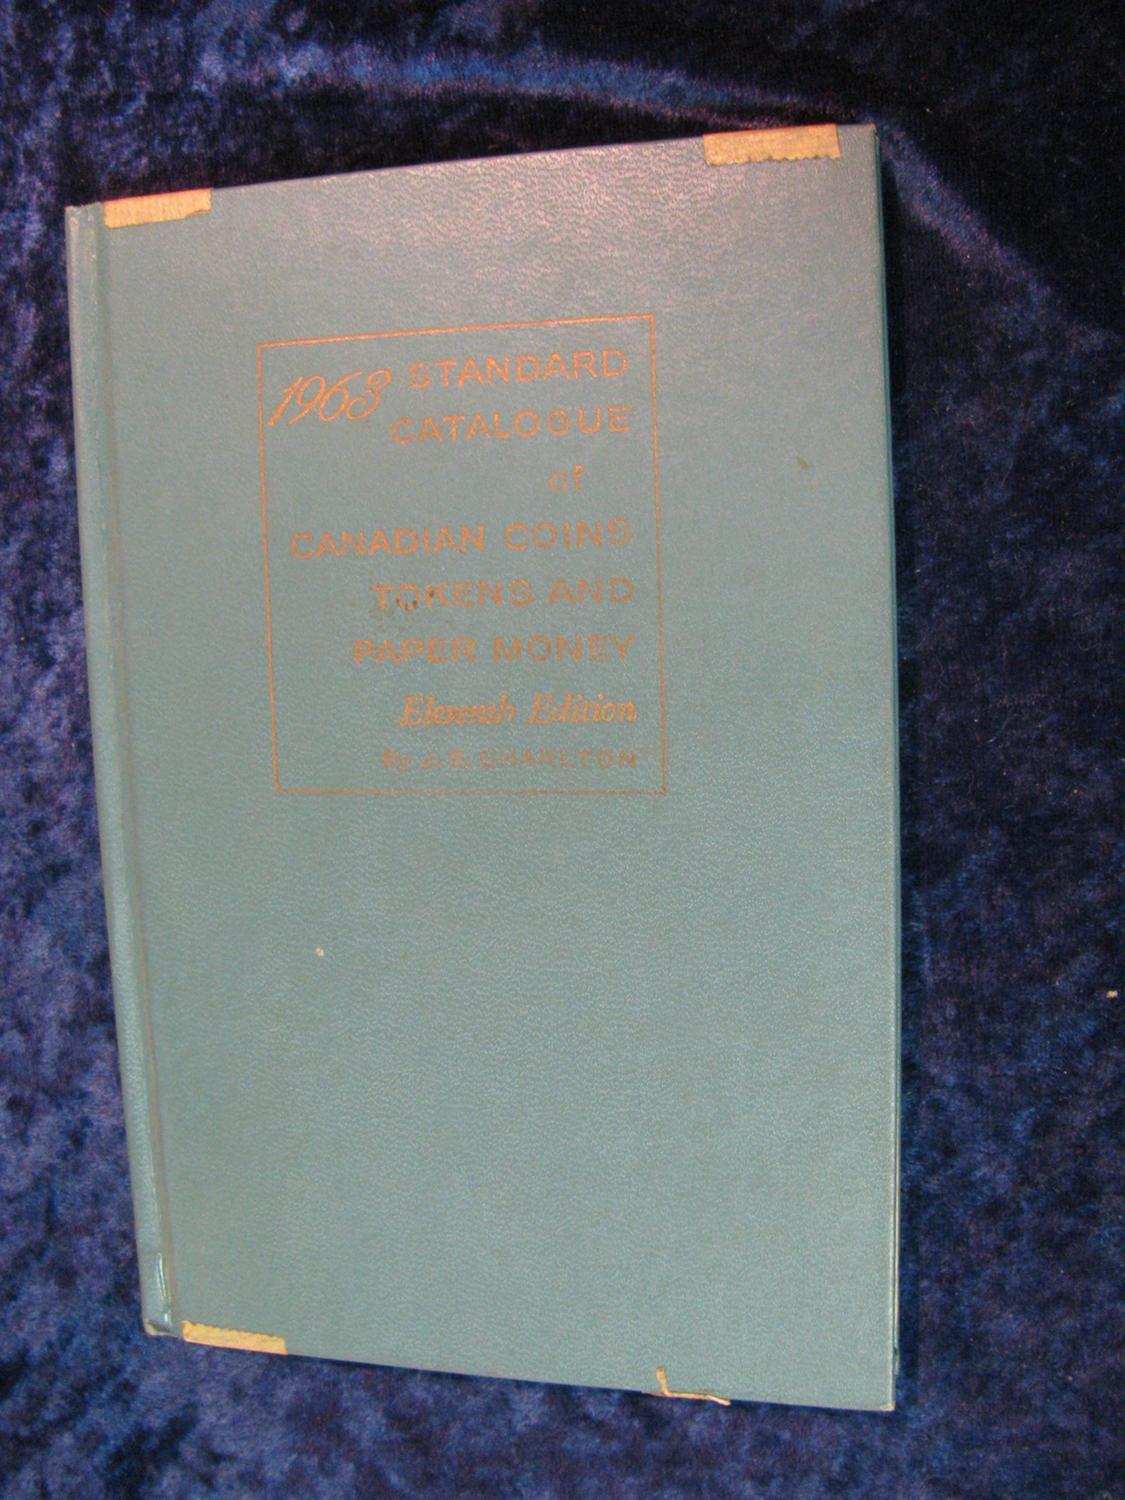 1963 STANDARD
CATALOGUE
of
CANADIAN COINS
TOKENS AND
PAPER MONEY
Eleventh Edition
By J. E. CHARLTON